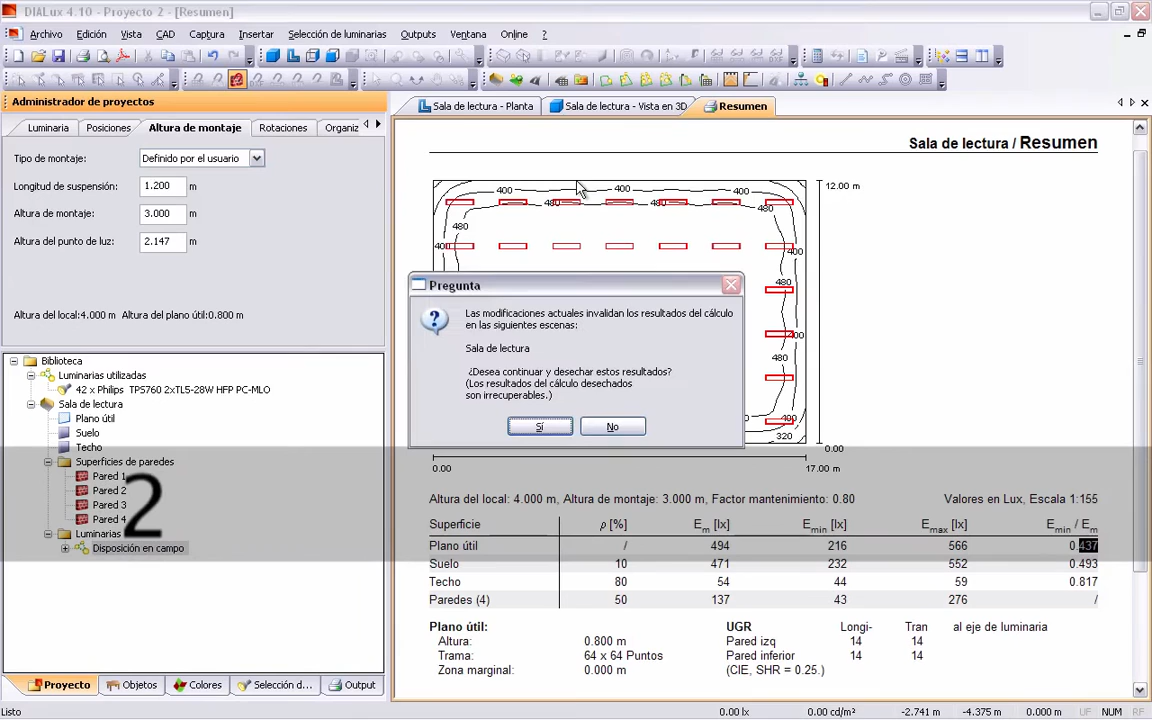 DIALux 4.10 - Proyecto 2 - [Resumen]
Archivo Edición Vista CAD Captura Insertar Selección de luminarias Outputs Ventana Online ?
Administrador de proyectos
Luminaria Posiciones Altura de montaje Rotaciones Organiz
Tipo de montaje: Definido por el usuario
Longitud de suspensión: 1.200 m
Altura de montaje: 3.000 m
Altura del punto de luz: 2.147 m
Altura del local:4.000 m Altura del plano útil:0.800 m
Biblioteca
Luminarias utilizadas
42 x Philips TPS760 2xTL5-28W HFP PC-MLO
Sala de lectura
Plano útil
Suelo
Techo
Superficies de paredes
Pared 1
Pared 2
Pared 3
Pared 4
Luminarias
Disposición en campo
2
Proyecto Objetos Colores Selección d... Output
Sala de lectura - Planta Sala de lectura - Vista en 3D Resumen
Sala de lectura / Resumen
12.00 m
400 400 400
480 480 480
480
400 400
480
400
480
400
320
0.00
0.00 17.00 m
Pregunta
Las modificaciones actuales invalidan los resultados del cálculo
en las siguientes escenas:
Sala de lectura
¿Desea continuar y desechar estos resultados?
(Los resultados del cálculo desechados
son irrecuperables.)
Sí No
Altura del local: 4.000 m, Altura de montaje: 3.000 m, Factor mantenimiento: 0.80 Valores en Lux, Escala 1:155
Superficie ρ [%] Em [lx] Emin [lx] Emax [lx] Emin / Em
Plano útil / 494 216 566 0.437
Suelo 10 471 232 552 0.493
Techo 80 54 44 59 0.817
Paredes (4) 50 137 43 276 /
Plano útil: UGR Longi- Tran al eje de luminaria
Altura: 0.800 m Pared izq 14 14
Trama: 64 x 64 Puntos Pared inferior 14 14
Zona marginal: 0.000 m (CIE, SHR = 0.25.)
Listo 0.00 lx 0.00 cd/m² -2.741 m -4.375 m 0.000 m UF NUM RF